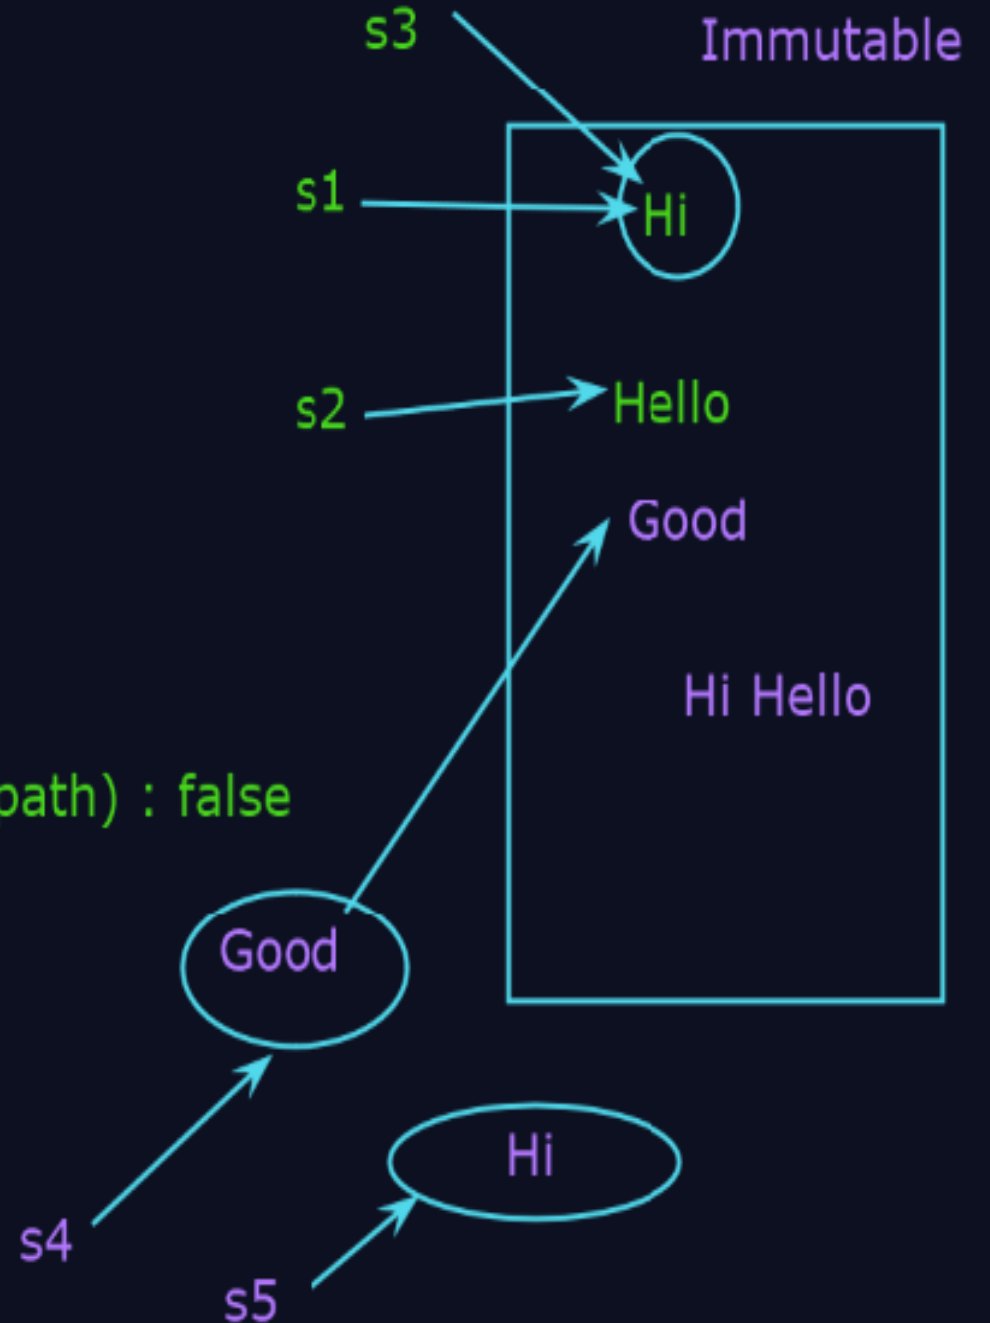 s3
Immutable
s1
Hi
s2
Hello
Good
Hi Hello
path) : false
Good
Hi
s4
s5